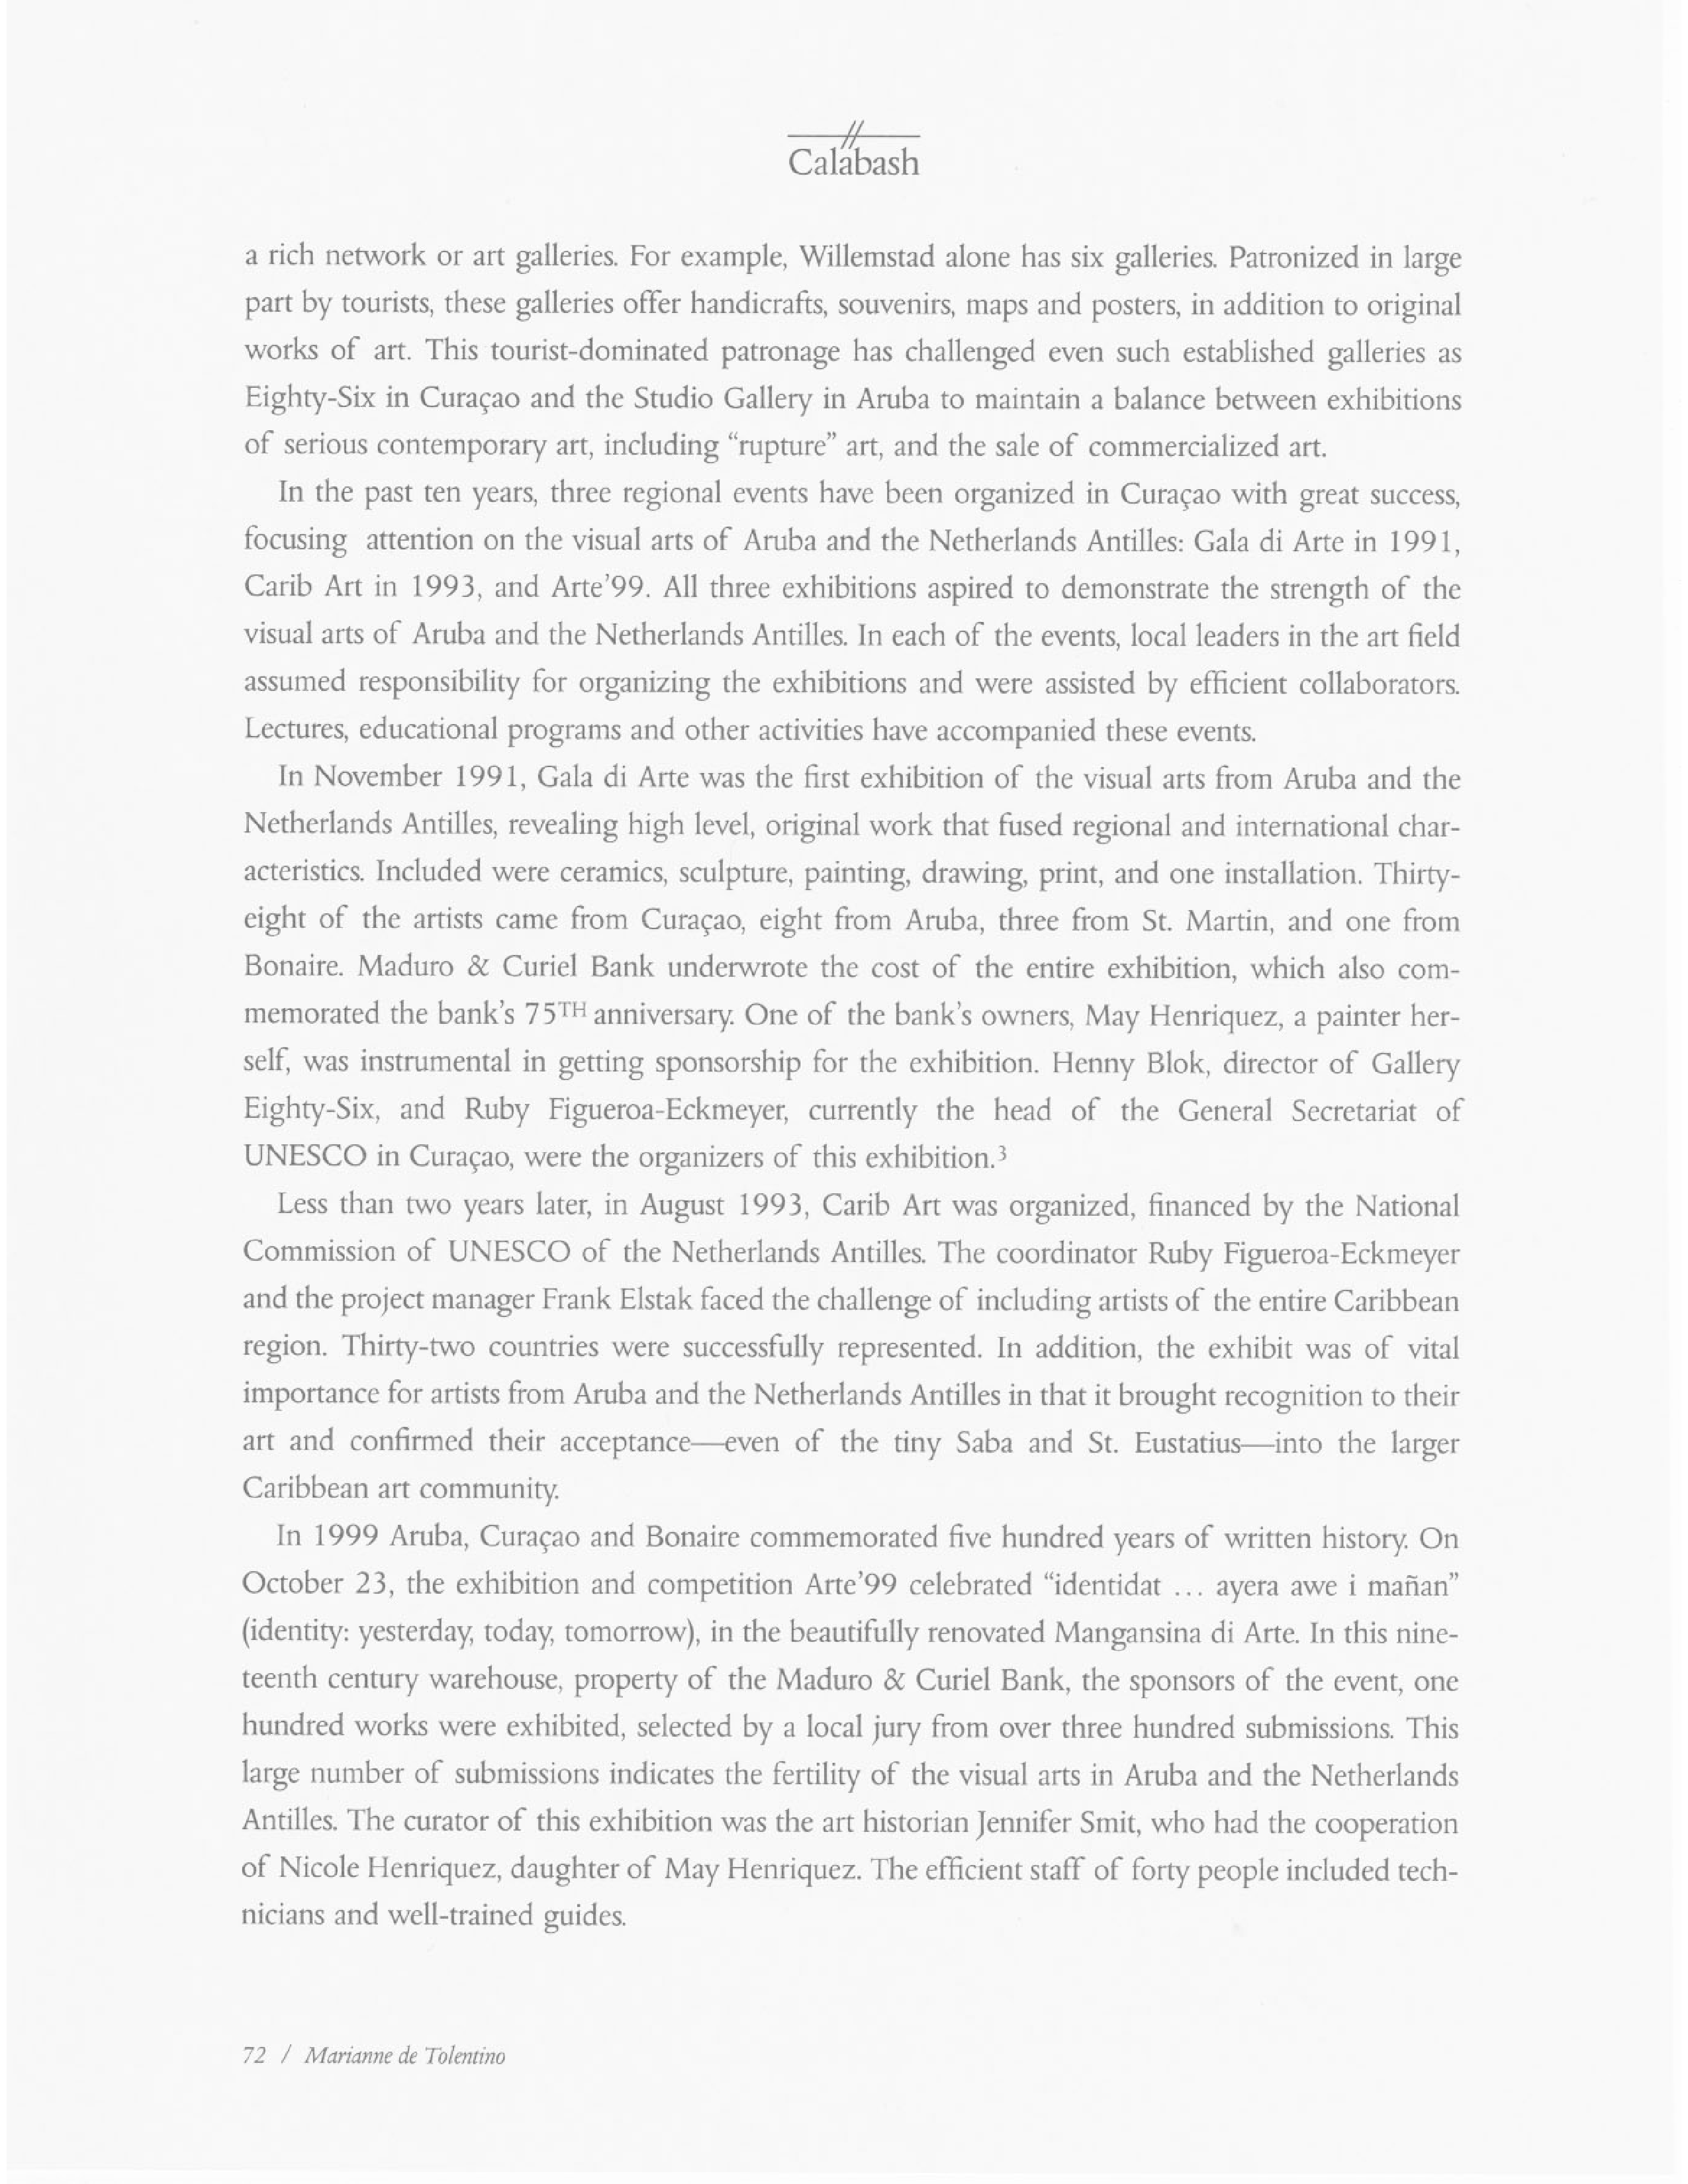 Calabash
a rich network or art galleries. For example, Willemstad alone has six galleries. Patronized in large
part by tourists, these galleries offer handicrafts, souvenirs, maps and posters, in addition to original
works of art. This tourist-dominated patronage has challenged even such established galleries as
Eighty-Six in Curaçao and the Studio Gallery in Aruba to maintain a balance between exhibitions
of serious contemporary art, including “rupture” art, and the sale of commercialized art.
In the past ten years, three regional events have been organized in Curaçao with great success,
focusing attention on the visual arts of Aruba and the Netherlands Antilles: Gala di Arte in 1991,
Carib Art in 1993, and Arte’99. All three exhibitions aspired to demonstrate the strength of the
visual arts of Aruba and the Netherlands Antilles. In each of the events, local leaders in the art field
assumed responsibility for organizing the exhibitions and were assisted by efficient collaborators.
Lectures, educational programs and other activities have accompanied these events.
In November 1991, Gala di Arte was the first exhibition of the visual arts from Aruba and the
Netherlands Antilles, revealing high level, original work that fused regional and international char-
acteristics. Included were ceramics, sculpture, painting, drawing, print, and one installation. Thirty-
eight of the artists came from Curaçao, eight from Aruba, three from St. Martin, and one from
Bonaire. Maduro & Curiel Bank underwrote the cost of the entire exhibition, which also com-
memorated the bank’s 75TH anniversary. One of the bank’s owners, May Henriquez, a painter her-
self, was instrumental in getting sponsorship for the exhibition. Henny Blok, director of Gallery
Eighty-Six, and Ruby Figueroa-Eckmeyer, currently the head of the General Secretariat of
UNESCO in Curaçao, were the organizers of this exhibition.³
Less than two years later, in August 1993, Carib Art was organized, financed by the National
Commission of UNESCO of the Netherlands Antilles. The coordinator Ruby Figueroa-Eckmeyer
and the project manager Frank Elstak faced the challenge of including artists of the entire Caribbean
region. Thirty-two countries were successfully represented. In addition, the exhibit was of vital
importance for artists from Aruba and the Netherlands Antilles in that it brought recognition to their
art and confirmed their acceptance—even of the tiny Saba and St. Eustatius—into the larger
Caribbean art community.
In 1999 Aruba, Curaçao and Bonaire commemorated five hundred years of written history. On
October 23, the exhibition and competition Arte’99 celebrated “identidat ... ayera awe i mañan”
(identity: yesterday, today, tomorrow), in the beautifully renovated Mangansina di Arte. In this nine-
teenth century warehouse, property of the Maduro & Curiel Bank, the sponsors of the event, one
hundred works were exhibited, selected by a local jury from over three hundred submissions. This
large number of submissions indicates the fertility of the visual arts in Aruba and the Netherlands
Antilles. The curator of this exhibition was the art historian Jennifer Smit, who had the cooperation
of Nicole Henriquez, daughter of May Henriquez. The efficient staff of forty people included tech-
nicians and well-trained guides.
72 / Marianne de Tolentino